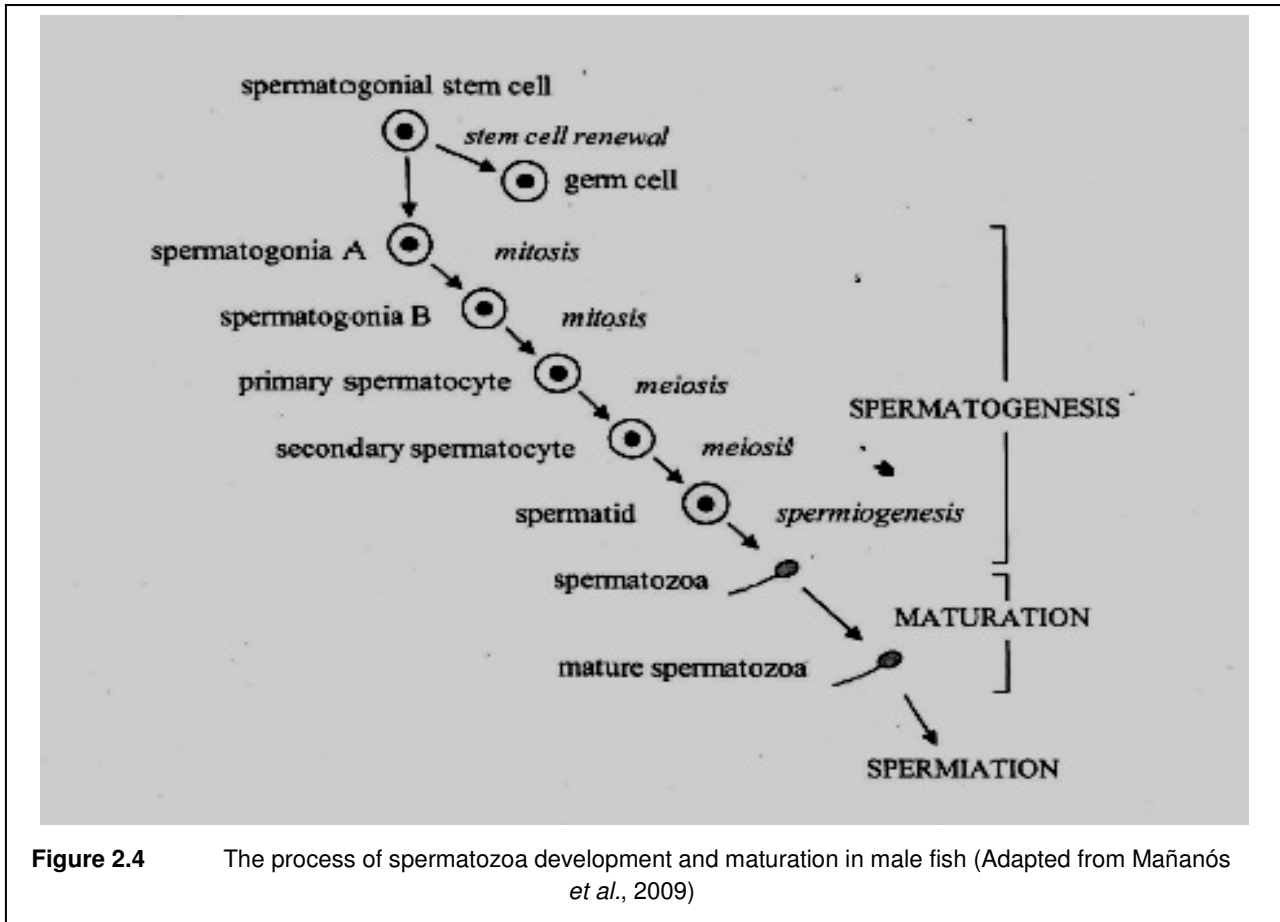 spermatogonial stem cell
stem cell renewal
germ cell
spermatogonia A
mitosis
spermatogonia B
mitosis
primary spermatocyte
meiosis
SPERMATOGENESIS
secondary spermatocyte
meiosis
spermatid
spermiogenesis
spermatozoa
MATURATION
mature spermatozoa
SPERMIATION
Figure 2.4 The process of spermatozoa development and maturation in male fish (Adapted from Mañanós
et al., 2009)